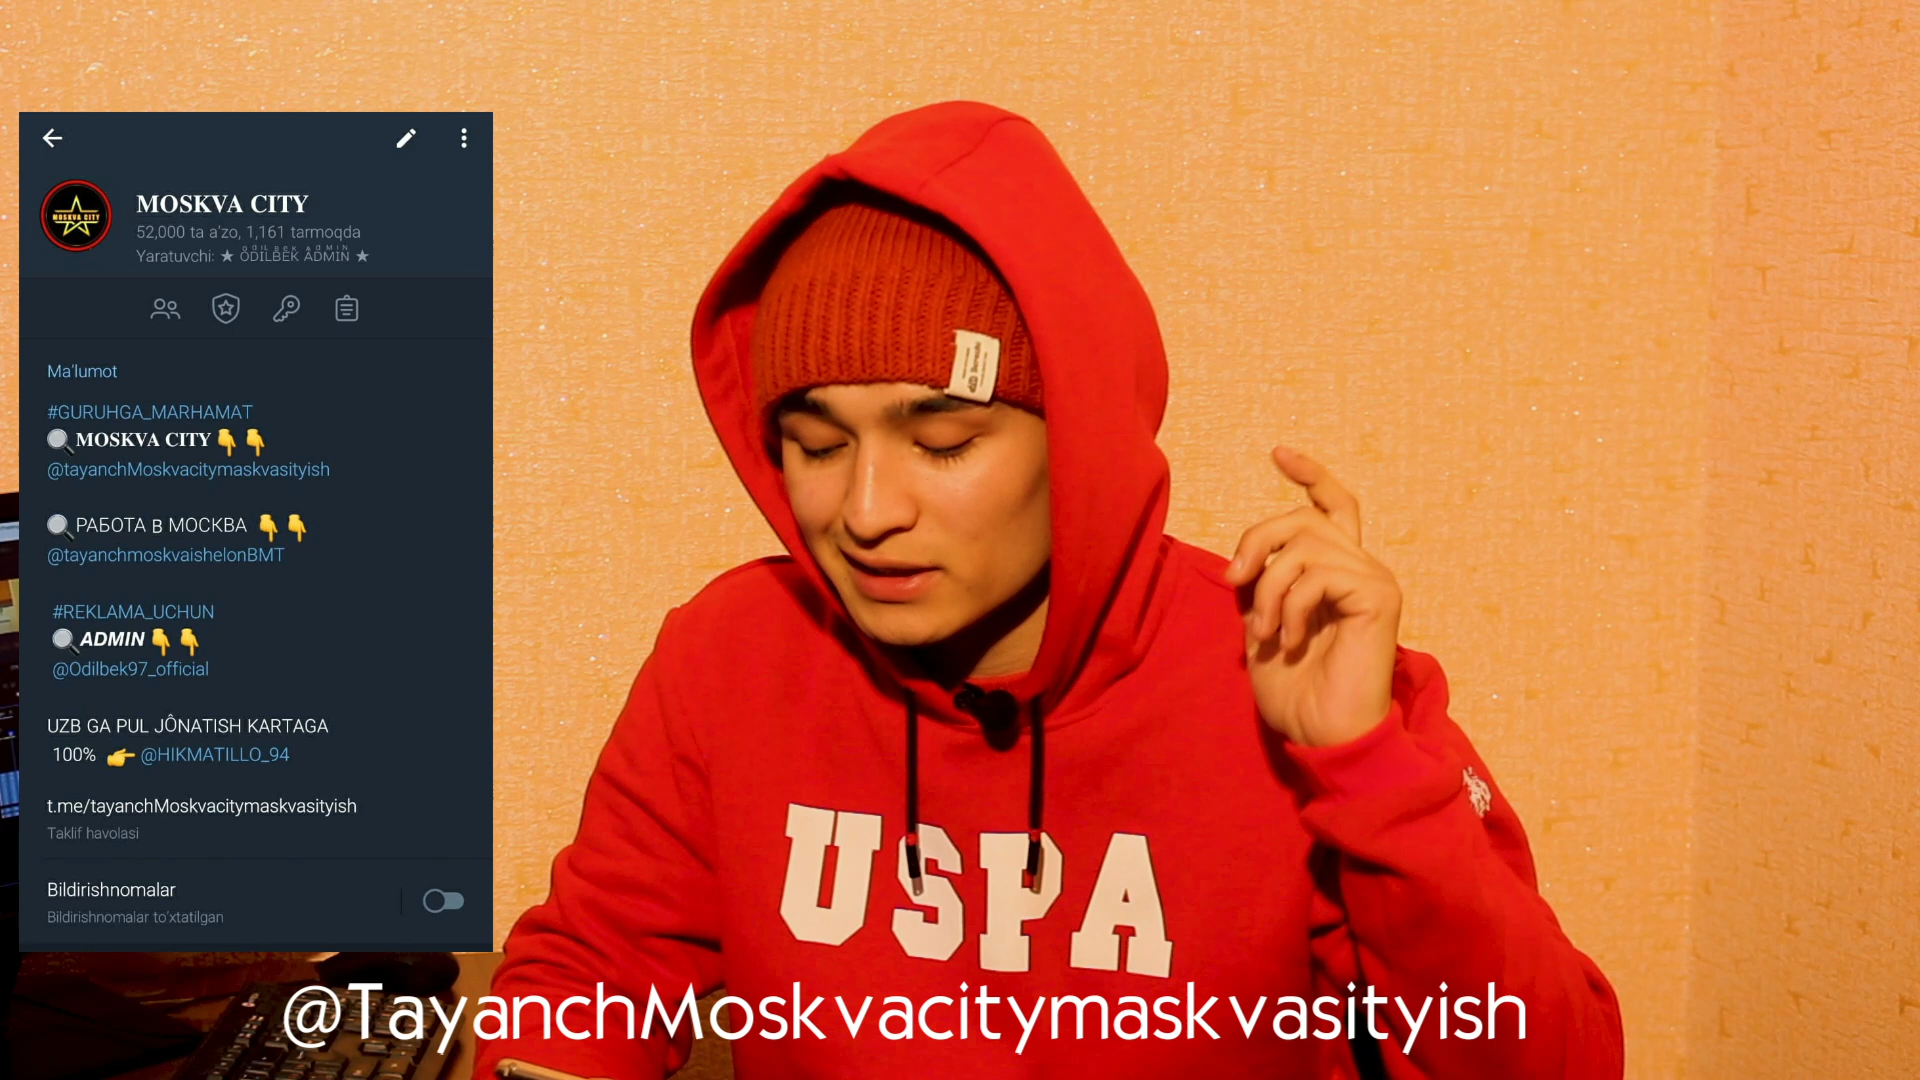 MOSKVA CITY
MOSKVA CITY
52,000 ta a'zo, 1,161 tarmoqda
Yaratuvchi: ★ ODILBEK ADMIN ★
Ma'lumot
#GURUHGA_MARHAMAT
🔍 MOSKVA CITY 👇👇
@tayanchMoskvacitymaskvasityish
🔍 РАБОТА В МОСКВА 👇👇
@tayanchmoskvaishelonBMT
#REKLAMA_UCHUN
🔍 ADMIN 👇👇
@Odilbek97_official
UZB GA PUL JÔNATISH KARTAGA
100% 👉 @HIKMATILLO_94
t.me/tayanchMoskvacitymaskvasityish
Taklif havolasi
Bildirishnomalar
Bildirishnomalar to'xtatilgan
USPA
@TayanchMoskvacitymaskvasityish